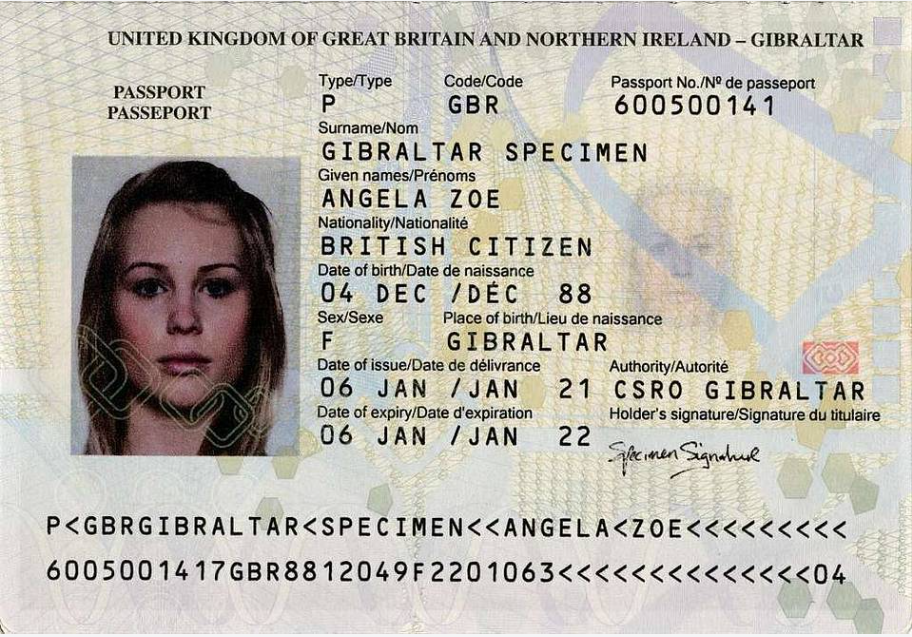 UNITED KINGDOM OF GREAT BRITAIN AND NORTHERN IRELAND – GIBRALTAR
PASSPORT
PASSEPORT
Type/Type Code/Code Passport No./Nº de passeport
P GBR 600500141
Surname/Nom
GIBRALTAR SPECIMEN
Given names/Prénoms
ANGELA ZOE
Nationality/Nationalité
BRITISH CITIZEN
Date of birth/Date de naissance
04 DEC /DÉC 88
Sex/Sexe Place of birth/Lieu de naissance
F GIBRALTAR
Date of issue/Date de délivrance Authority/Autorité
06 JAN /JAN 21 CSRO GIBRALTAR
Date of expiry/Date d'expiration Holder's signature/Signature du titulaire
06 JAN /JAN 22
Specimen Signature
P<GBRGIBRALTAR<SPECIMEN<<ANGELA<ZOE<<<<<<<<<
6005001417GBR8812049F2201063<<<<<<<<<<<<<<04